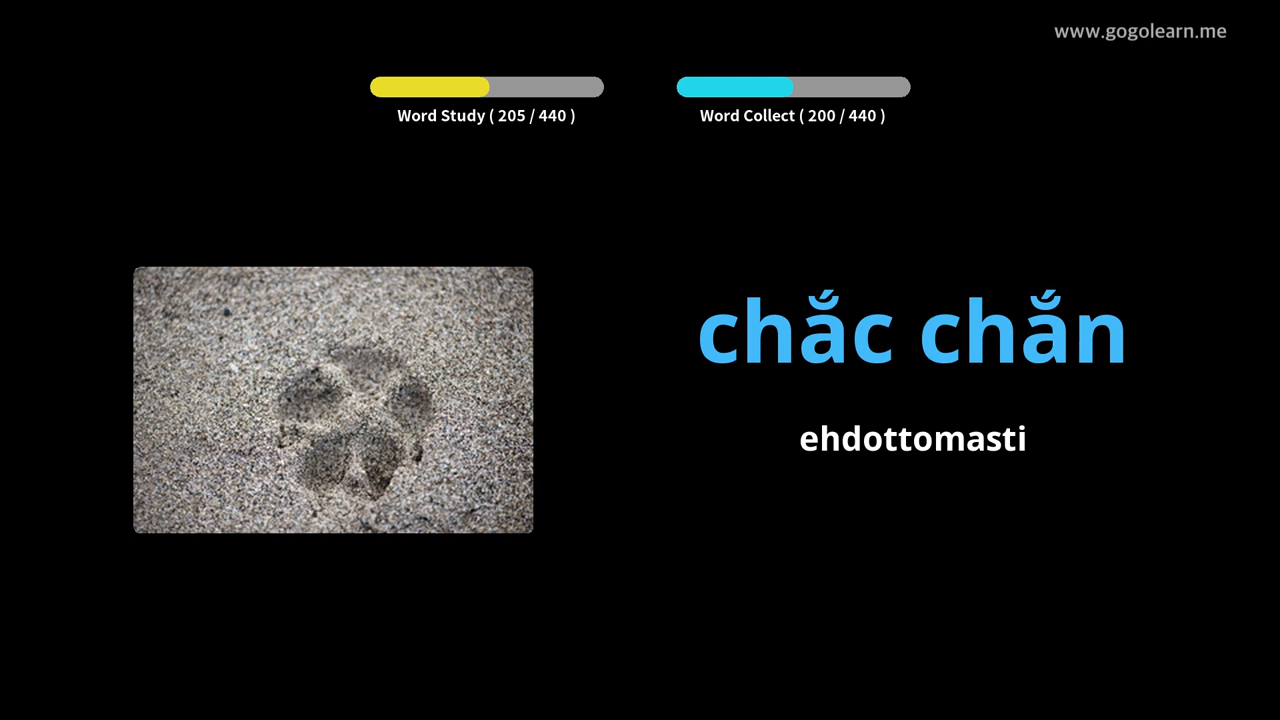 www.gogolearn.me
Word Study ( 205 / 440 )
Word Collect ( 200 / 440 )
chắc chắn
ehdottomasti